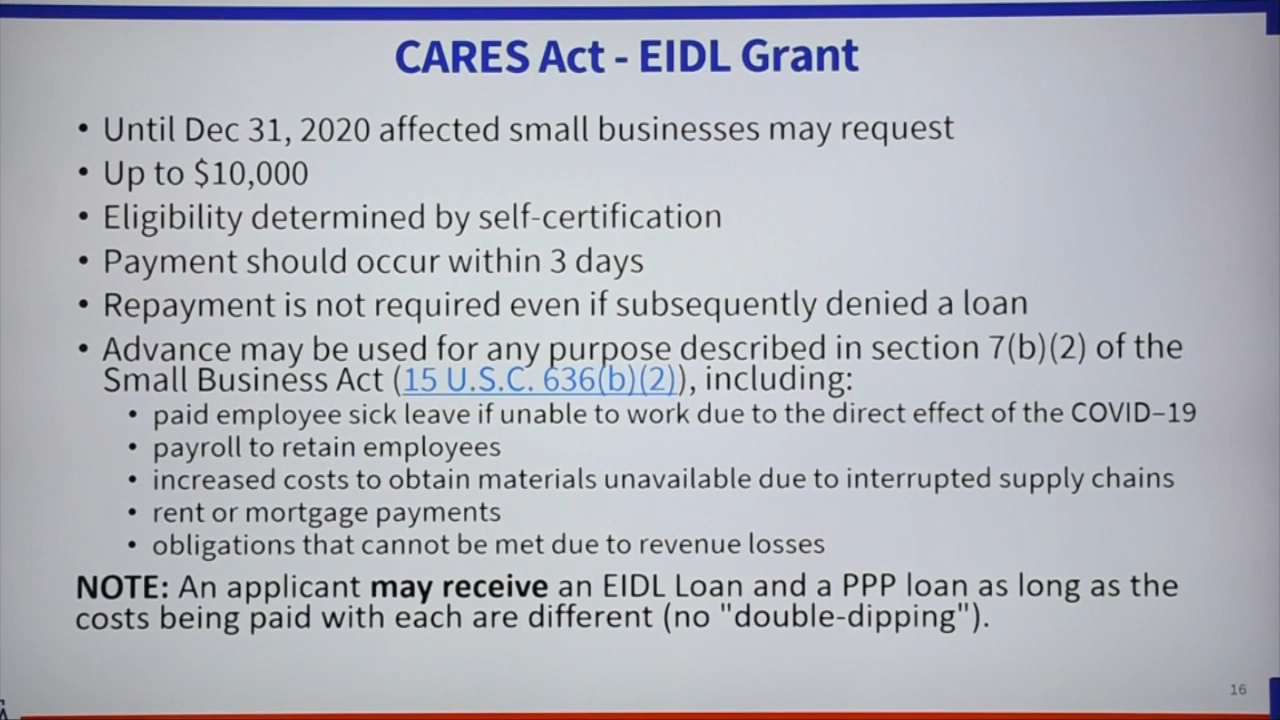 CARES Act - EIDL Grant
• Until Dec 31, 2020 affected small businesses may request
• Up to $10,000
• Eligibility determined by self-certification
• Payment should occur within 3 days
• Repayment is not required even if subsequently denied a loan
• Advance may be used for any purpose described in section 7(b)(2) of the
Small Business Act (15 U.S.C. 636(b)(2)), including:
• paid employee sick leave if unable to work due to the direct effect of the COVID–19
• payroll to retain employees
• increased costs to obtain materials unavailable due to interrupted supply chains
• rent or mortgage payments
• obligations that cannot be met due to revenue losses
NOTE: An applicant may receive an EIDL Loan and a PPP loan as long as the
costs being paid with each are different (no "double-dipping").
16